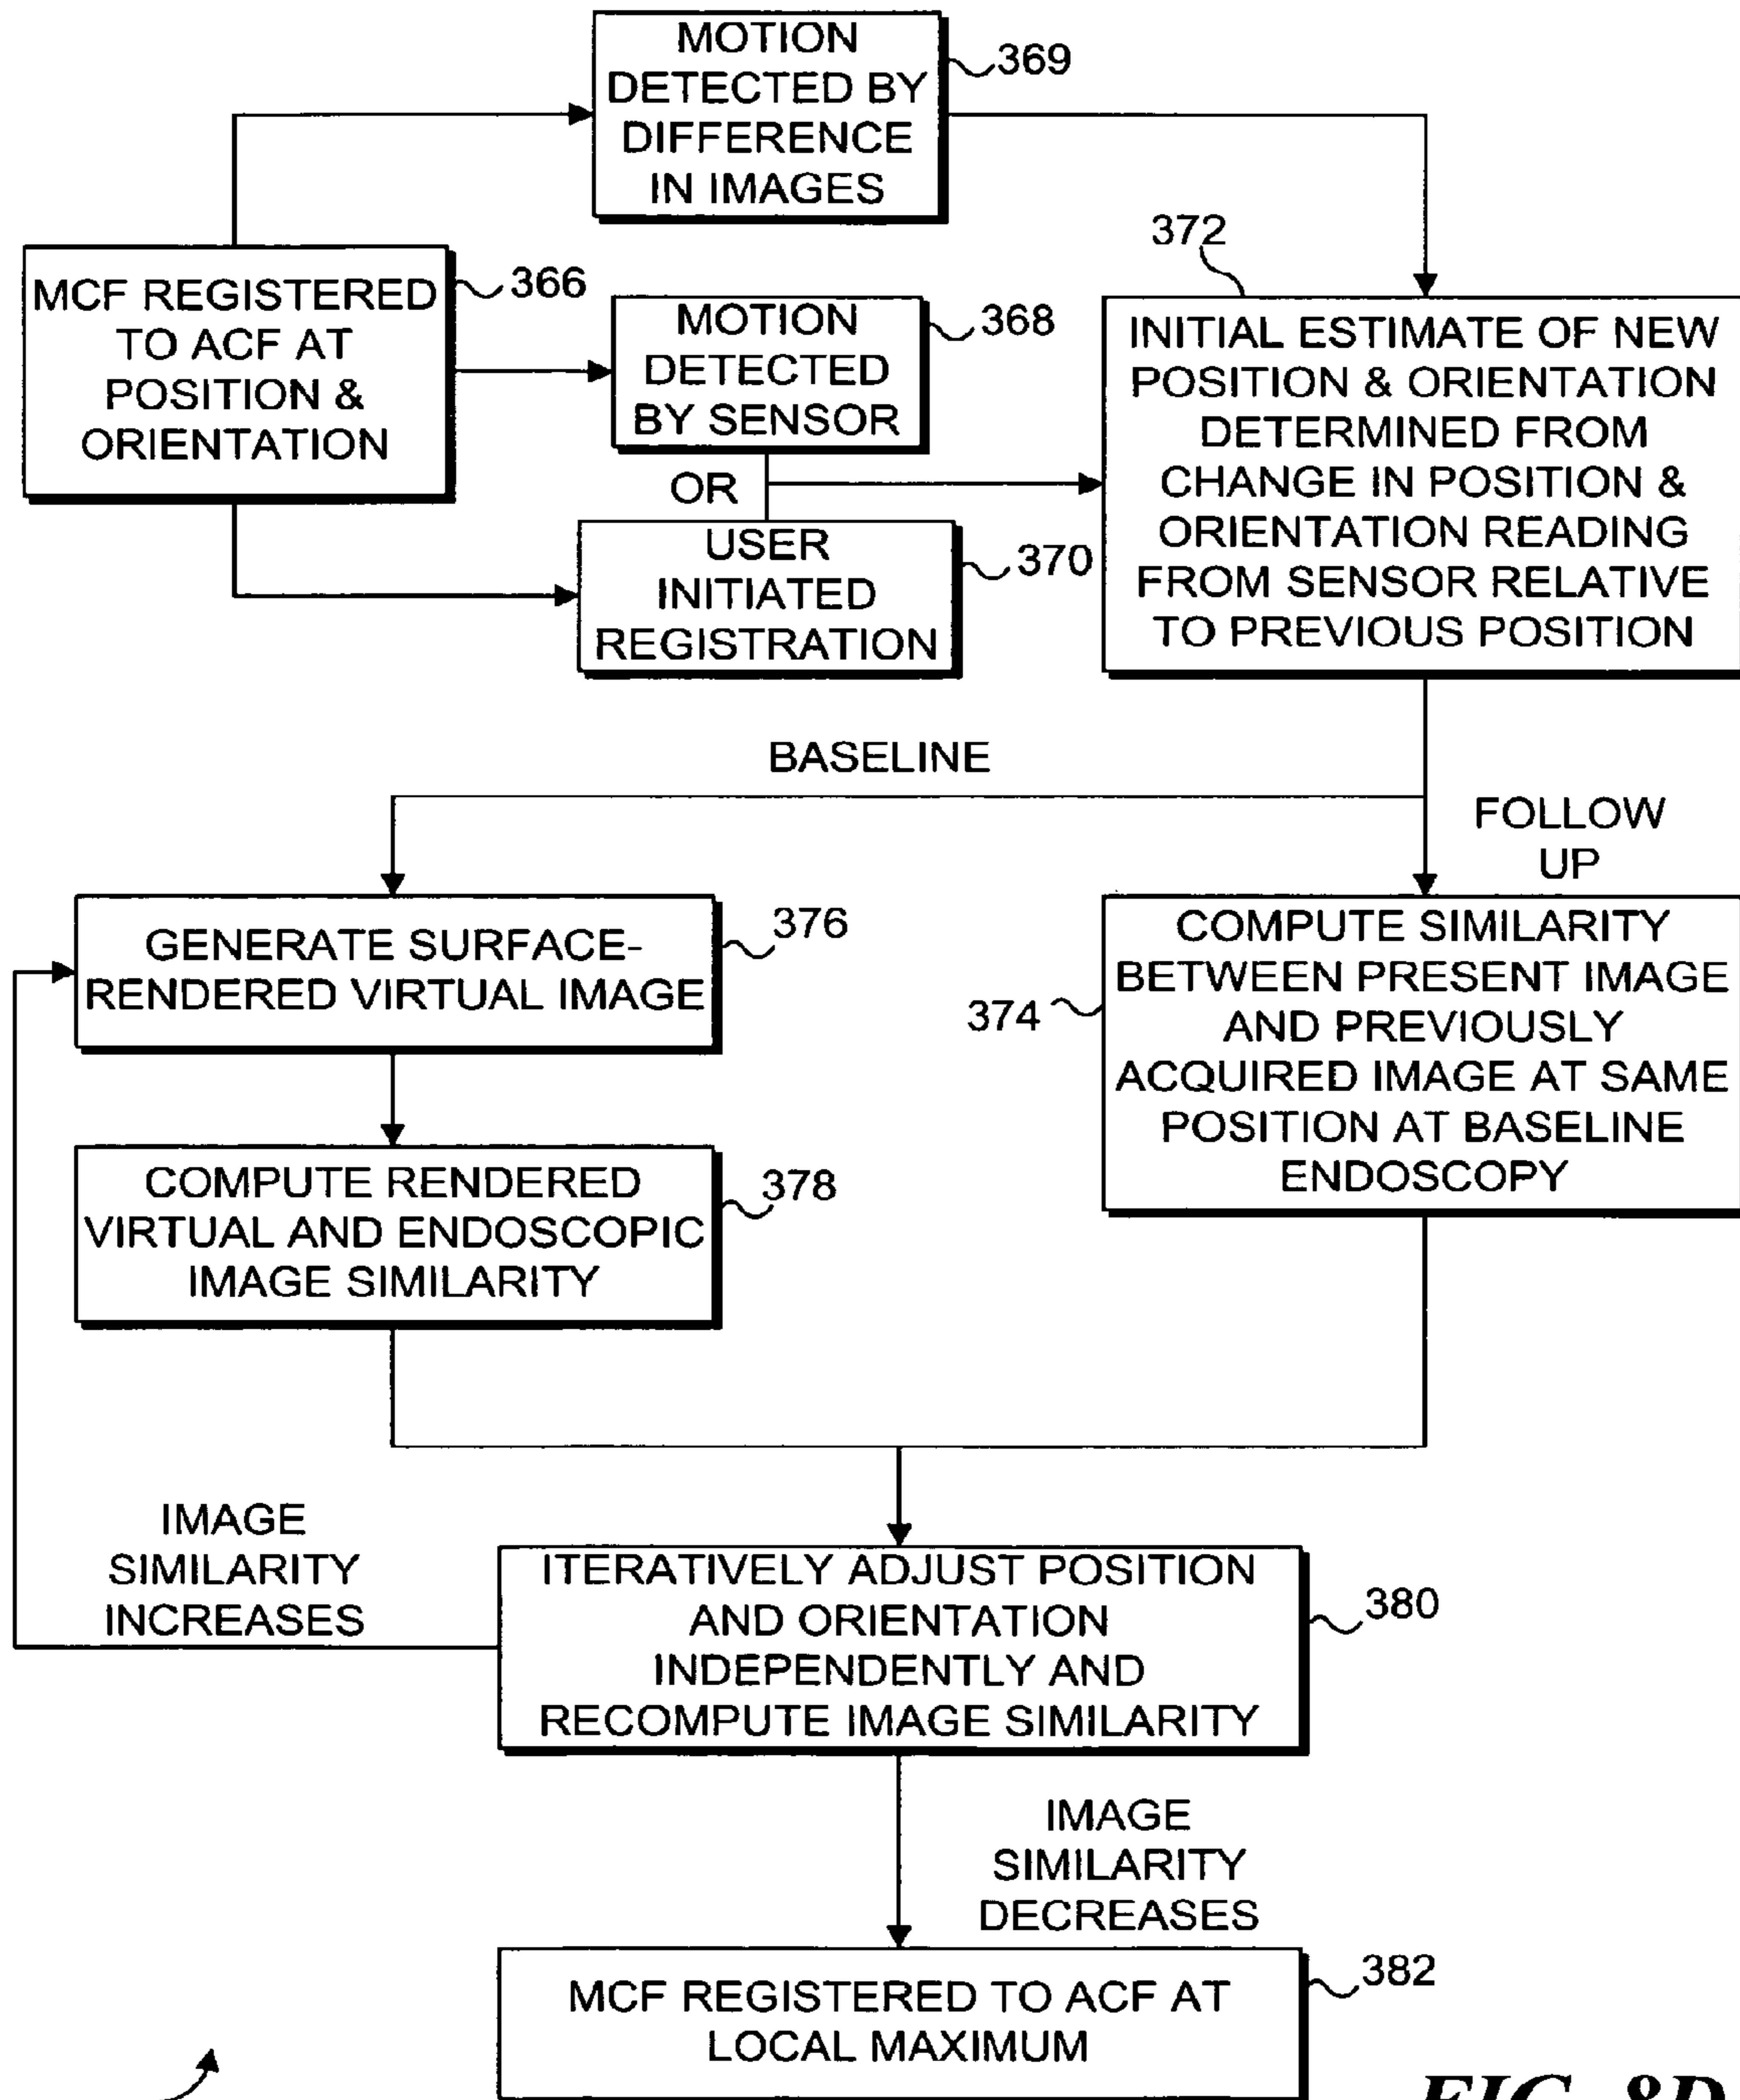 MOTION
DETECTED BY
DIFFERENCE
IN IMAGES
369
MCF REGISTERED
TO ACF AT
POSITION &
ORIENTATION
366
MOTION
DETECTED
BY SENSOR
368
OR
USER
INITIATED
REGISTRATION
370
372
INITIAL ESTIMATE OF NEW
POSITION & ORIENTATION
DETERMINED FROM
CHANGE IN POSITION &
ORIENTATION READING
FROM SENSOR RELATIVE
TO PREVIOUS POSITION
BASELINE
FOLLOW
UP
GENERATE SURFACE-
RENDERED VIRTUAL IMAGE
376
COMPUTE SIMILARITY
BETWEEN PRESENT IMAGE
AND PREVIOUSLY
ACQUIRED IMAGE AT SAME
POSITION AT BASELINE
ENDOSCOPY
374
COMPUTE RENDERED
VIRTUAL AND ENDOSCOPIC
IMAGE SIMILARITY
378
IMAGE
SIMILARITY
INCREASES
ITERATIVELY ADJUST POSITION
AND ORIENTATION
INDEPENDENTLY AND
RECOMPUTE IMAGE SIMILARITY
380
IMAGE
SIMILARITY
DECREASES
MCF REGISTERED TO ACF AT
LOCAL MAXIMUM
382
FIG. 8D